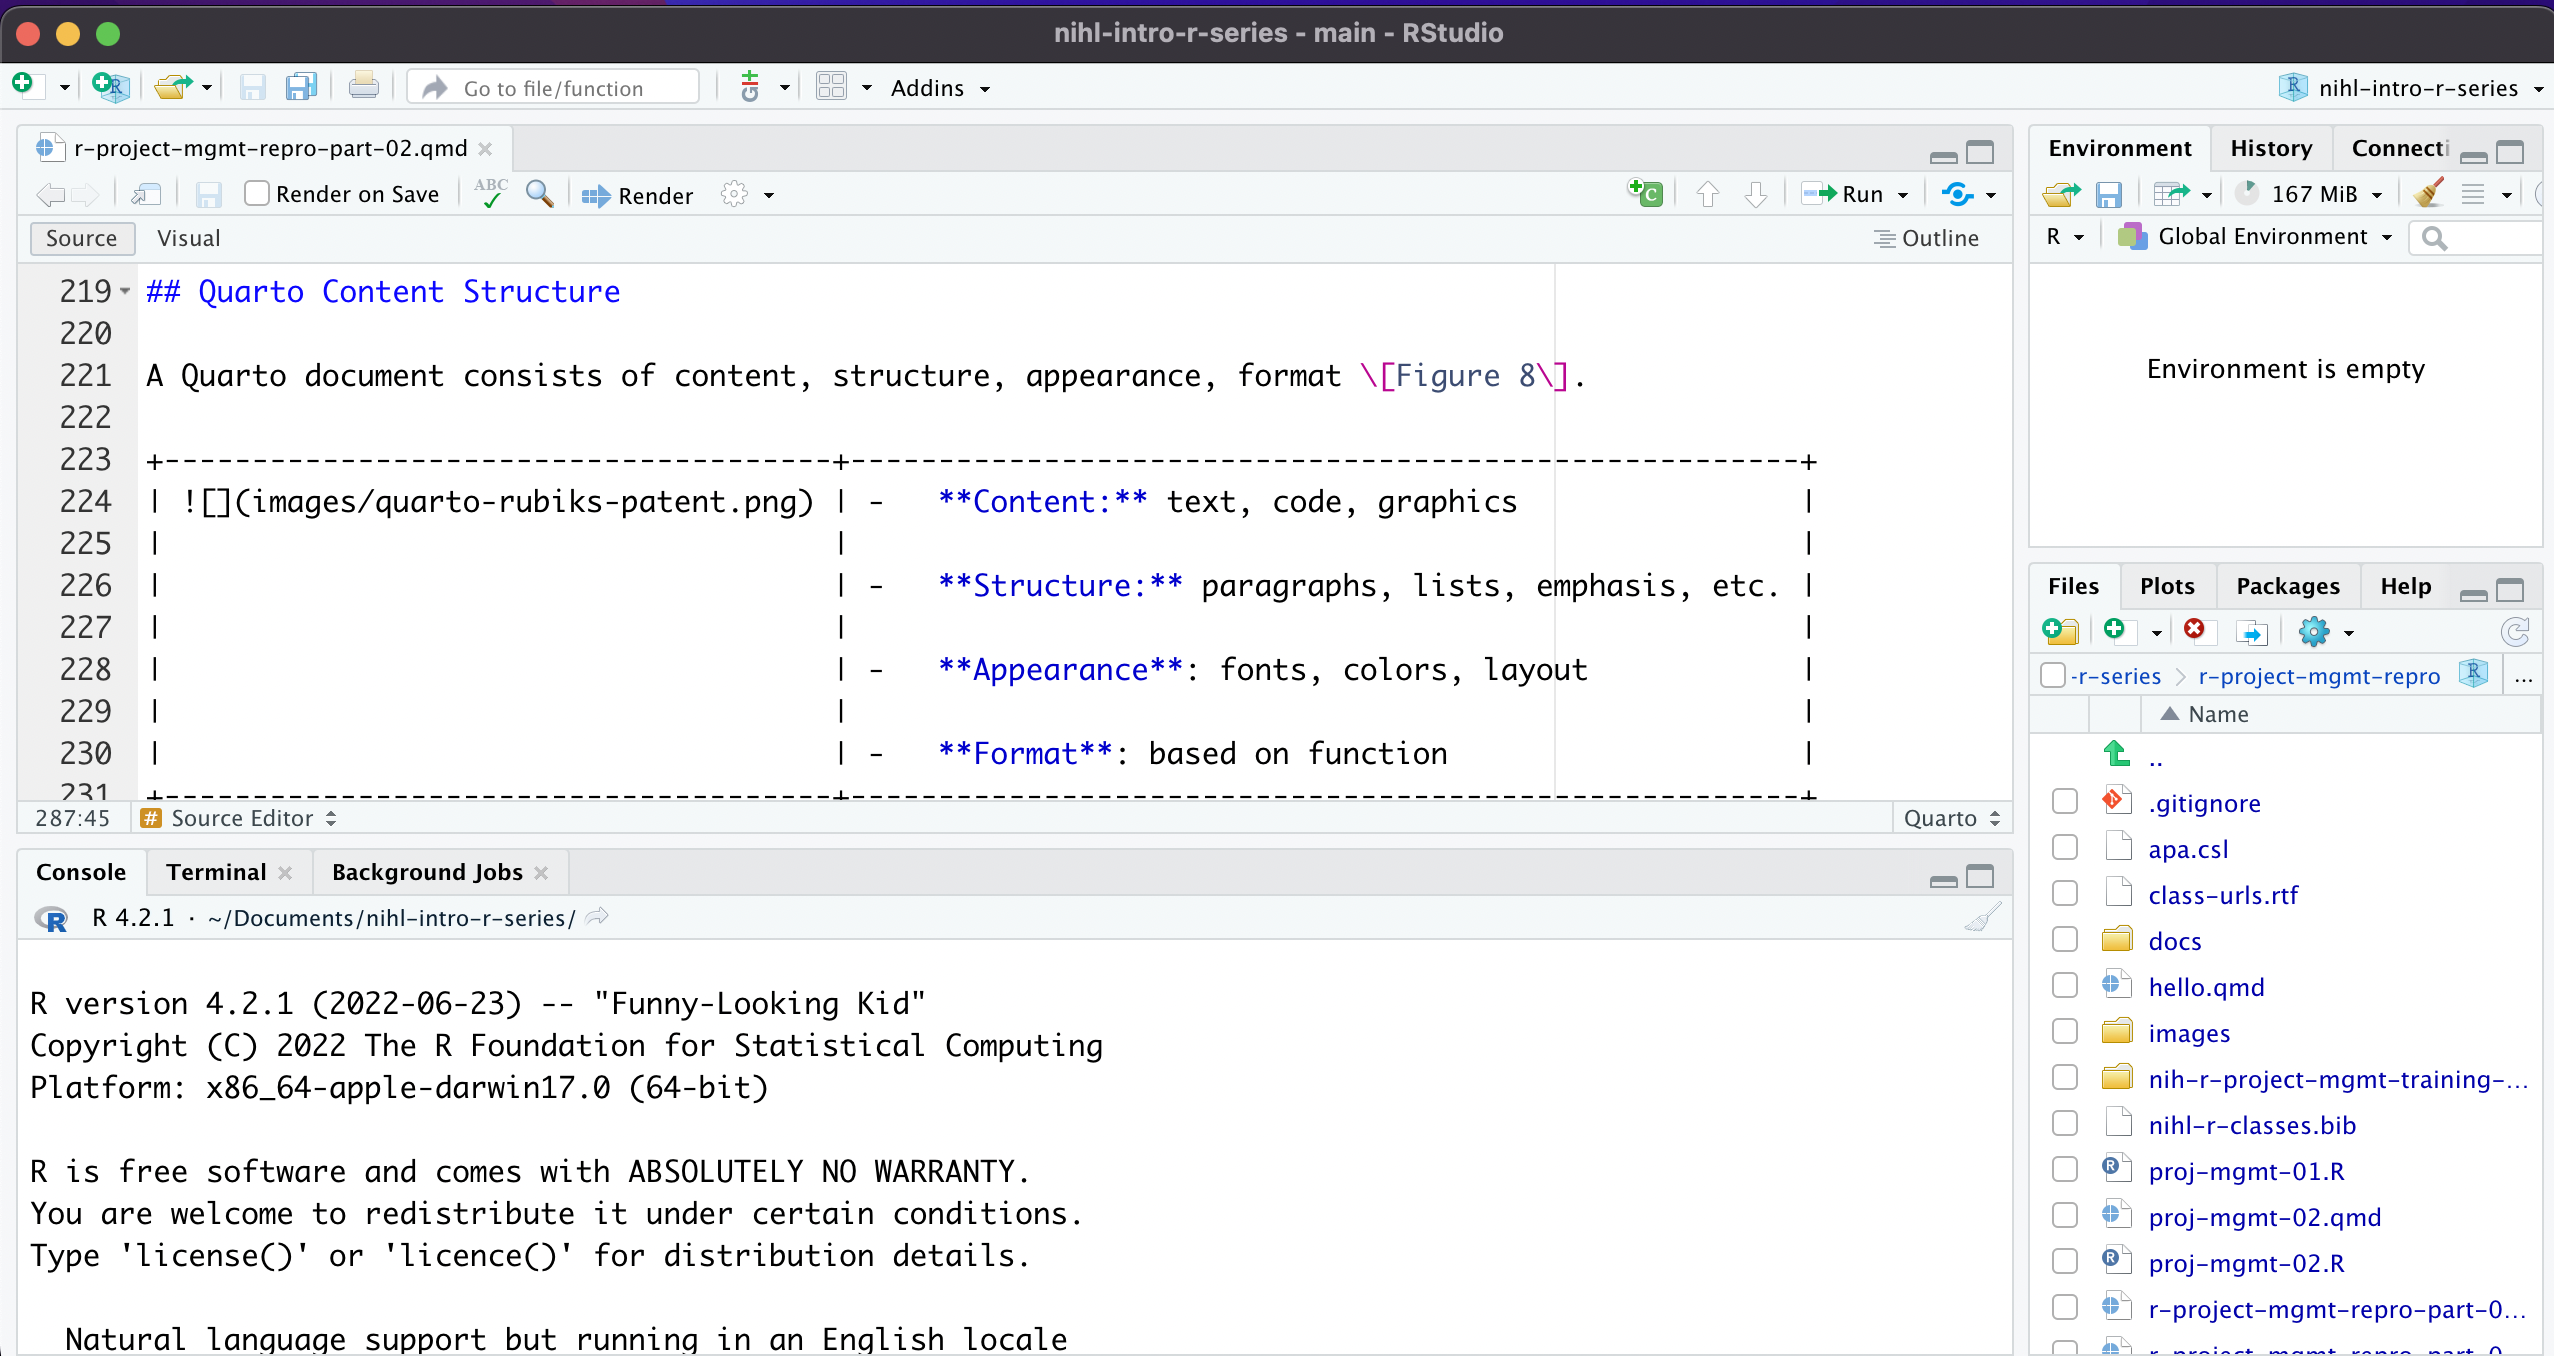 nihl-intro-r-series - main - RStudio
Go to file/function
Addins
nihl-intro-r-series
r-project-mgmt-repro-part-02.qmd
Render on Save
ABC
Render
Run
Source
Visual
Outline
219 ## Quarto Content Structure
220
221 A Quarto document consists of content, structure, appearance, format \[Figure 8\].
222
223 +--------------------------------------+------------------------------------------------------+
224 | ![](images/quarto-rubiks-patent.png) | -   **Content:** text, code, graphics                |
225 |                                      |                                                      |
226 |                                      | -   **Structure:** paragraphs, lists, emphasis, etc. |
227 |                                      |                                                      |
228 |                                      | -   **Appearance**: fonts, colors, layout            |
229 |                                      |                                                      |
230 |                                      | -   **Format**: based on function                    |
231 +--------------------------------------+------------------------------------------------------+
287:45
# Source Editor
Quarto
Console
Terminal
Background Jobs
R 4.2.1 · ~/Documents/nihl-intro-r-series/
R version 4.2.1 (2022-06-23) -- "Funny-Looking Kid"
Copyright (C) 2022 The R Foundation for Statistical Computing
Platform: x86_64-apple-darwin17.0 (64-bit)
R is free software and comes with ABSOLUTELY NO WARRANTY.
You are welcome to redistribute it under certain conditions.
Type 'license()' or 'licence()' for distribution details.
Natural language support but running in an English locale
Environment
History
Connecti
167 MiB
R
Global Environment
Environment is empty
Files
Plots
Packages
Help
-r-series
r-project-mgmt-repro
...
Name
..
.gitignore
apa.csl
class-urls.rtf
docs
hello.qmd
images
nih-r-project-mgmt-training-...
nihl-r-classes.bib
proj-mgmt-01.R
proj-mgmt-02.qmd
proj-mgmt-02.R
r-project-mgmt-repro-part-0...